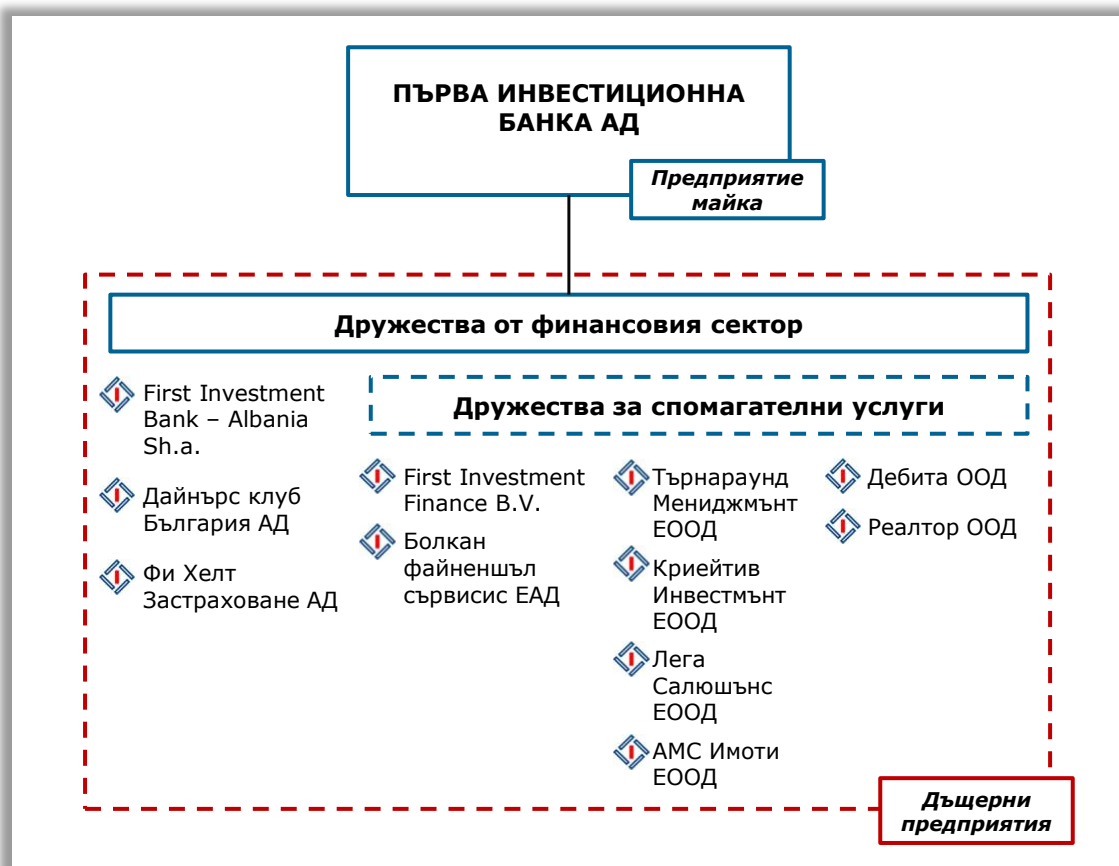 ПЪРВА ИНВЕСТИЦИОННА
БАНКА АД
Предприятие
майка
Дружества от финансовия сектор
First Investment
Bank – Albania
Sh.a.
Дайнърс клуб
България АД
Фи Хелт
Застраховане АД
Дружества за спомагателни услуги
First Investment
Finance B.V.
Болкан
файненшъл
сървисис ЕАД
Търнараунд
Мениджмънт
ЕООД
Криейтив
Инвестмънт
ЕООД
Лега
Салюшънс
ЕООД
АМС Имоти
ЕООД
Дебита ООД
Реалтор ООД
Дъщерни
предприятия